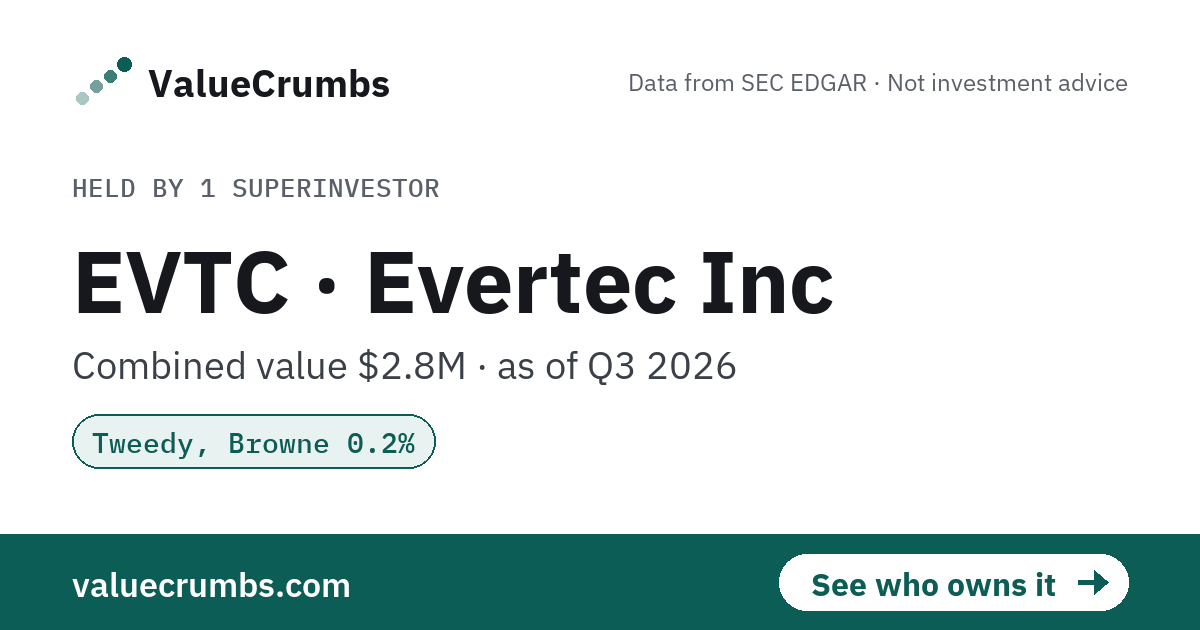 ValueCrumbs
Data from SEC EDGAR · Not investment advice
HELD BY 1 SUPERINVESTOR
EVTC · Evertec Inc
Combined value $2.8M · as of Q3 2026
Tweedy, Browne 0.2%
valuecrumbs.com
See who owns it →